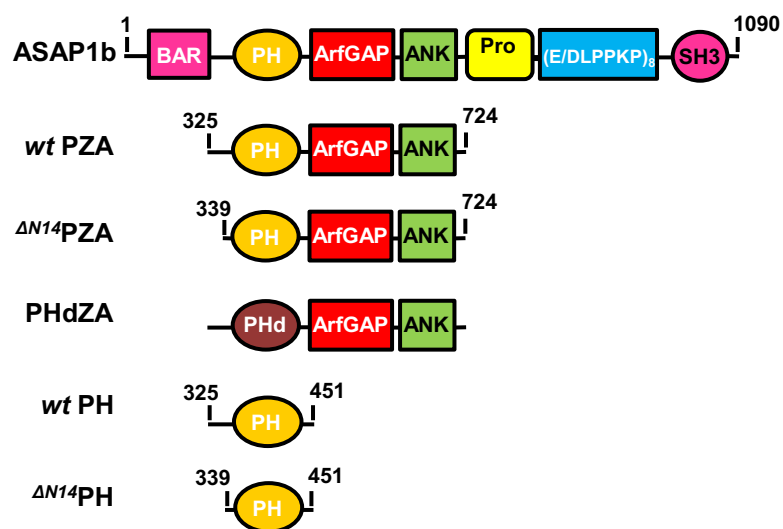 1 1090
ASAP1b BAR PH ArfGAP ANK Pro (E/DLPPKP)8 SH3
325 724
wt PZA PH ArfGAP ANK
339 724
ΔN14PZA PH ArfGAP ANK
PHdZA PHd ArfGAP ANK
325 451
wt PH PH
339 451
ΔN14PH PH